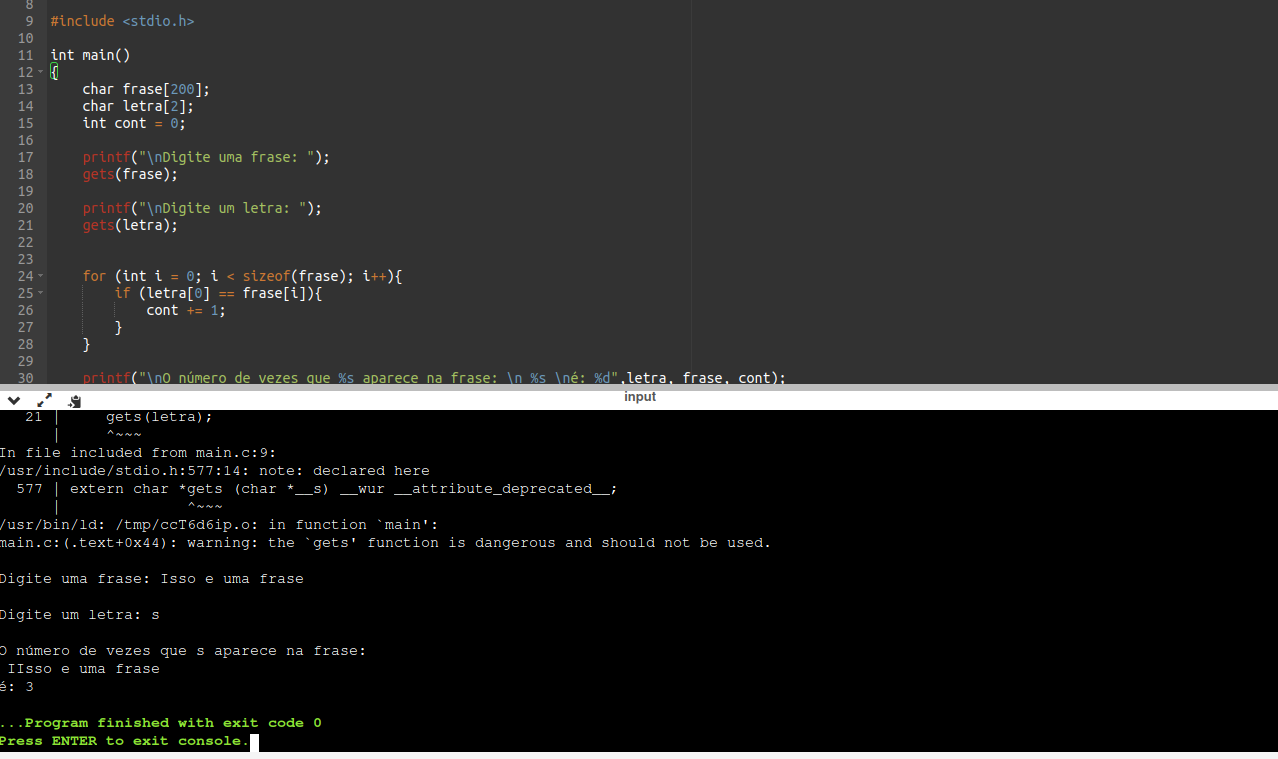 8
9 #include <stdio.h>
10
11 int main()
12 {
13     char frase[200];
14     char letra[2];
15     int cont = 0;
16
17     printf("\nDigite uma frase: ");
18     gets(frase);
19
20     printf("\nDigite um letra: ");
21     gets(letra);
22
23
24     for (int i = 0; i < sizeof(frase); i++){
25         if (letra[0] == frase[i]){
26             cont += 1;
27         }
28     }
29
30     printf("\nO número de vezes que %s aparece na frase: \n %s \né: %d",letra, frase, cont);
input
   21 |     gets(letra);
      |     ^~~~
In file included from main.c:9:
/usr/include/stdio.h:577:14: note: declared here
  577 | extern char *gets (char *__s) __wur __attribute_deprecated__;
      |              ^~~~
/usr/bin/ld: /tmp/ccT6d6ip.o: in function `main':
main.c:(.text+0x44): warning: the `gets' function is dangerous and should not be used.
Digite uma frase: Isso e uma frase
Digite um letra: s
O número de vezes que s aparece na frase:
 IIsso e uma frase
é: 3
...Program finished with exit code 0
Press ENTER to exit console.